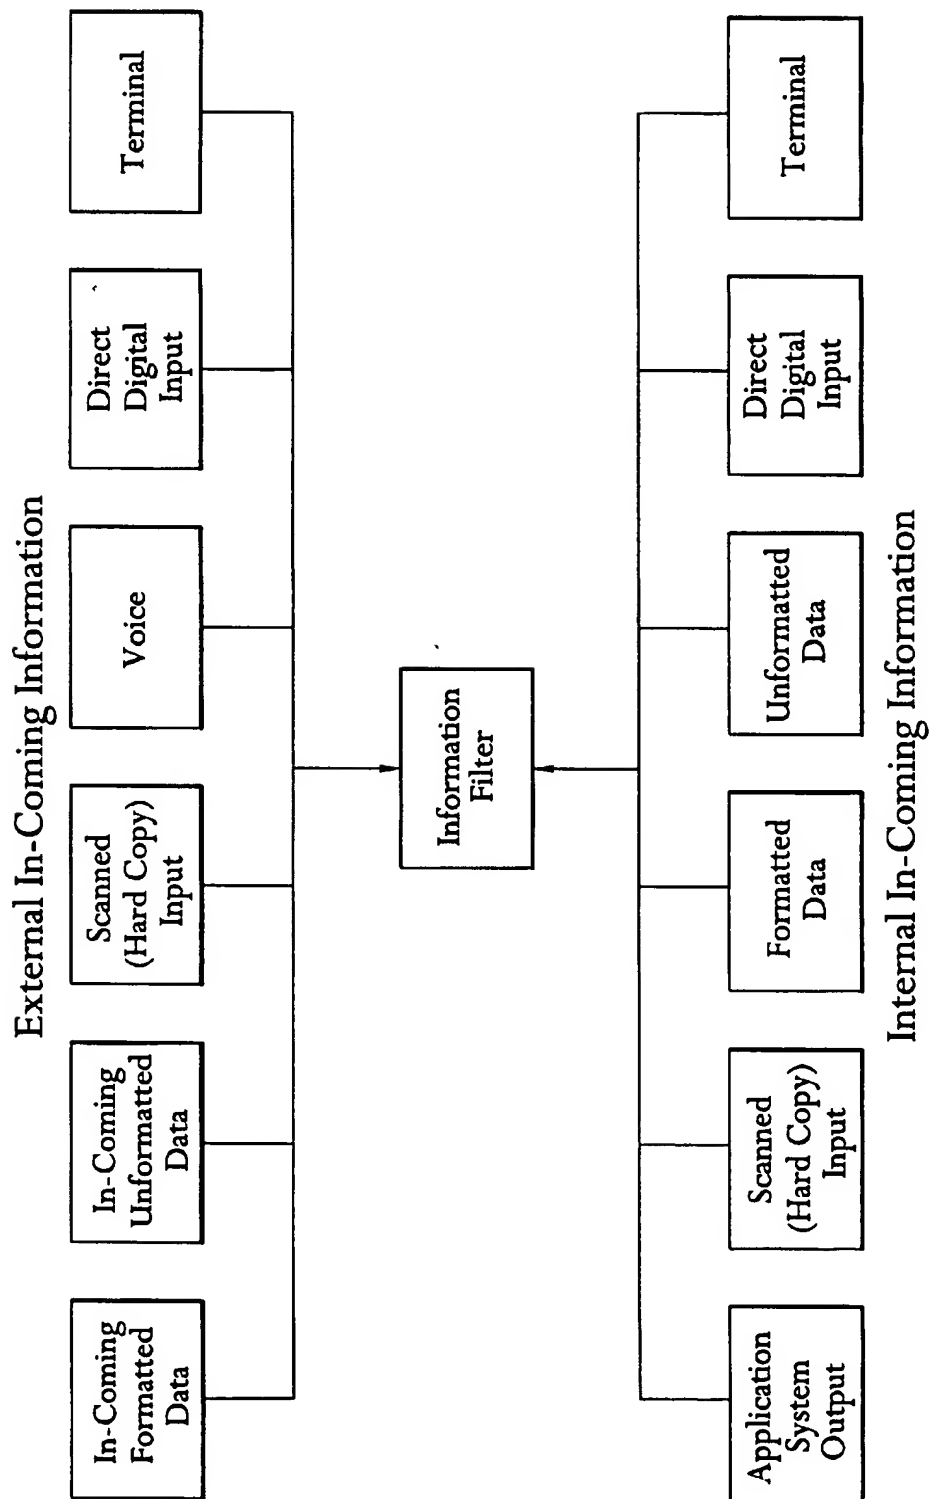 External In-Coming Information
In-Coming
Formatted
Data
In-Coming
Unformatted
Data
Scanned
(Hard Copy)
Input
Voice
Direct
Digital
Input
Terminal
Information
Filter
Application
System
Output
Scanned
(Hard Copy)
Input
Formatted
Data
Unformatted
Data
Direct
Digital
Input
Terminal
Internal In-Coming Information